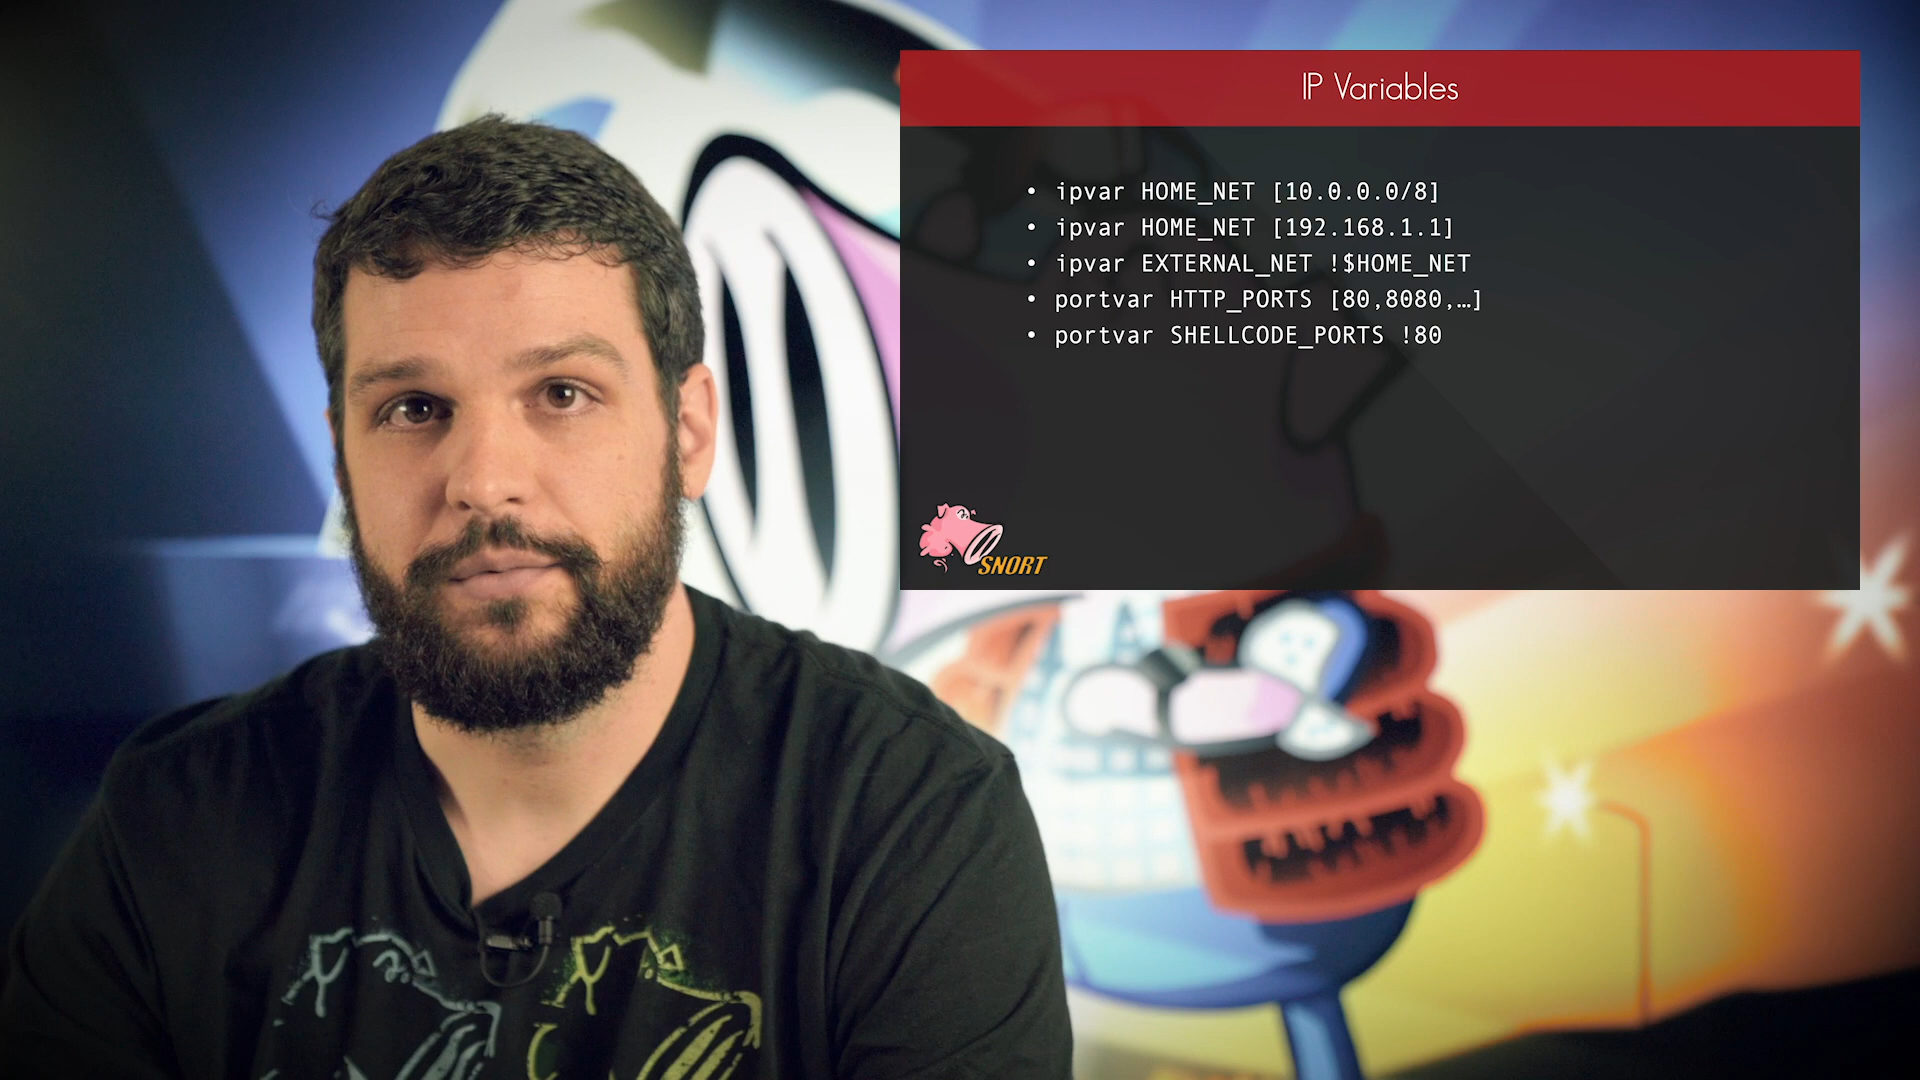 IP Variables
• ipvar HOME_NET [10.0.0.0/8]
• ipvar HOME_NET [192.168.1.1]
• ipvar EXTERNAL_NET !$HOME_NET
• portvar HTTP_PORTS [80,8080,…]
• portvar SHELLCODE_PORTS !80
SNORT